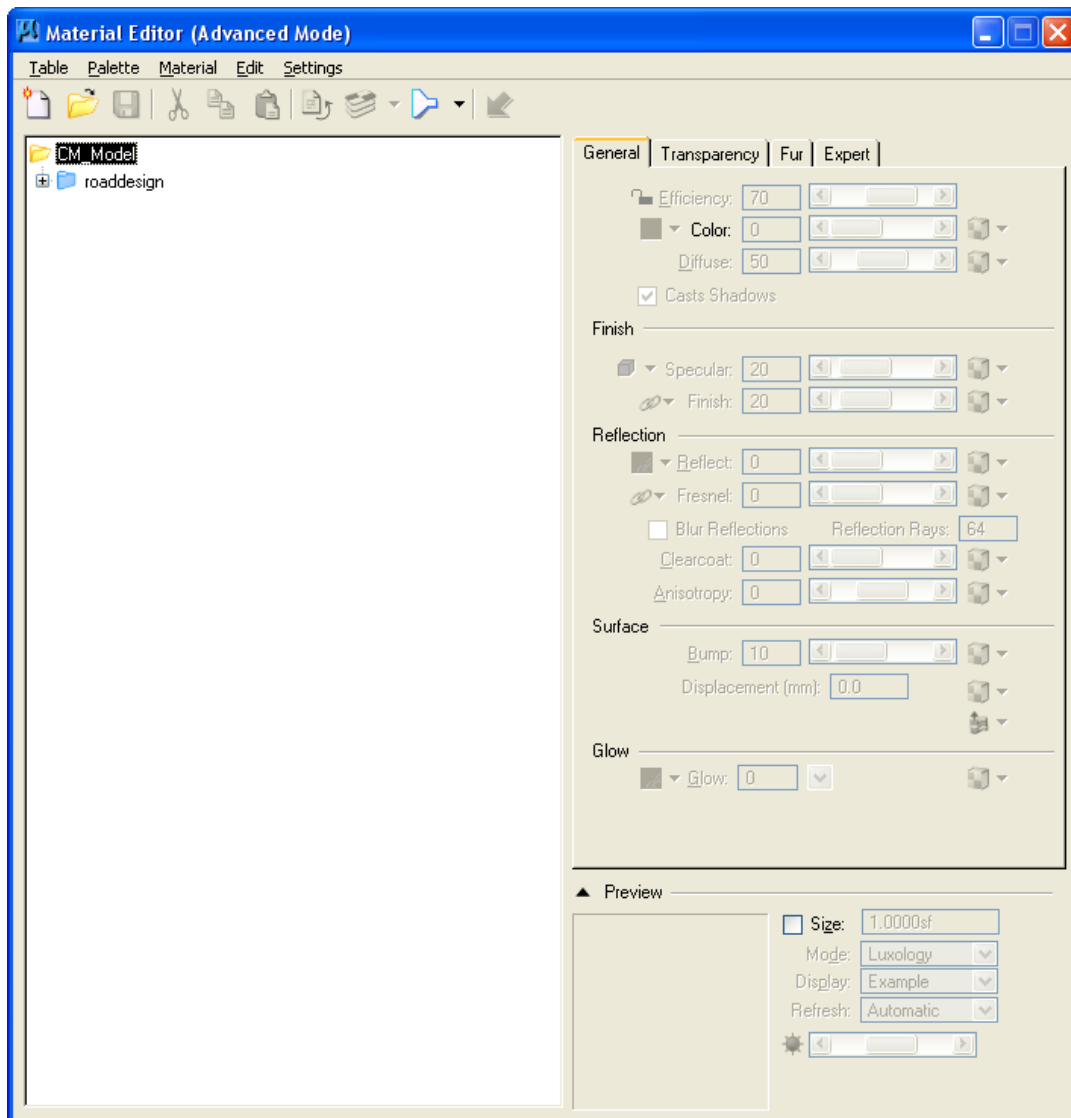 Material Editor (Advanced Mode)
Table Palette Material Edit Settings
CM_Model
roaddesign
General Transparency Fur Expert
Efficiency: 70
Color: 0
Diffuse: 50
Casts Shadows
Finish
Specular: 20
Finish: 20
Reflection
Reflect: 0
Fresnel: 0
Blur Reflections Reflection Rays: 64
Clearcoat: 0
Anisotropy: 0
Surface
Bump: 10
Displacement (mm): 0.0
Glow
Glow: 0
Preview
Size: 1.0000sf
Mode: Luxology
Display: Example
Refresh: Automatic